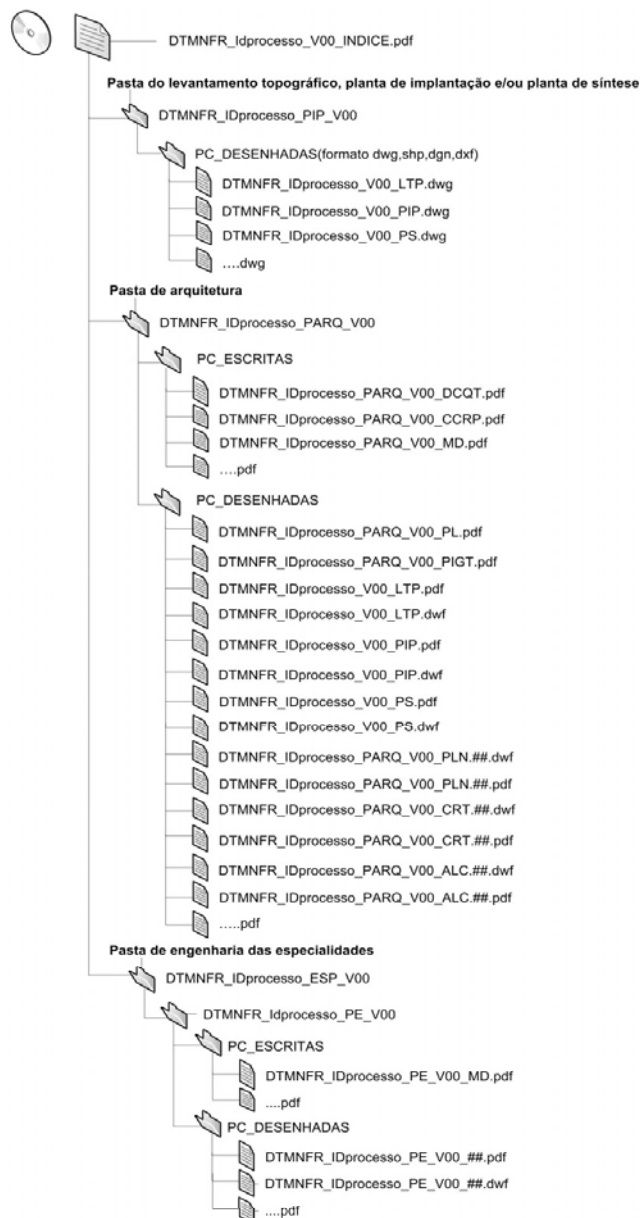 DTMNFR_Idprocesso_V00_INDICE.pdf
Pasta do levantamento topográfico, planta de implantação e/ou planta de síntese
DTMNFR_IDprocesso_PIP_V00
PC_DESENHADAS(formato dwg,shp,dgn,dxf)
DTMNFR_IDprocesso_V00_LTP.dwg
DTMNFR_IDprocesso_V00_PIP.dwg
DTMNFR_IDprocesso_V00_PS.dwg
....dwg
Pasta de arquitetura
DTMNFR_IDprocesso_PARQ_V00
PC_ESCRITAS
DTMNFR_IDprocesso_PARQ_V00_DCQT.pdf
DTMNFR_IDprocesso_PARQ_V00_CCRP.pdf
DTMNFR_IDprocesso_PARQ_V00_MD.pdf
....pdf
PC_DESENHADAS
DTMNFR_IDprocesso_PARQ_V00_PL.pdf
DTMNFR_IDprocesso_PARQ_V00_PIGT.pdf
DTMNFR_IDprocesso_V00_LTP.pdf
DTMNFR_IDprocesso_V00_LTP.dwf
DTMNFR_IDprocesso_V00_PIP.pdf
DTMNFR_IDprocesso_V00_PIP.dwf
DTMNFR_IDprocesso_V00_PS.pdf
DTMNFR_IDprocesso_V00_PS.dwf
DTMNFR_IDprocesso_PARQ_V00_PLN.##.dwf
DTMNFR_IDprocesso_PARQ_V00_PLN.##.pdf
DTMNFR_IDprocesso_PARQ_V00_CRT.##.dwf
DTMNFR_IDprocesso_PARQ_V00_CRT.##.pdf
DTMNFR_IDprocesso_PARQ_V00_ALC.##.dwf
DTMNFR_IDprocesso_PARQ_V00_ALC.##.pdf
.....pdf
Pasta de engenharia das especialidades
DTMNFR_IDprocesso_ESP_V00
DTMNFR_Idprocesso_PE_V00
PC_ESCRITAS
DTMNFR_IDprocesso_PE_V00_MD.pdf
....pdf
PC_DESENHADAS
DTMNFR_IDprocesso_PE_V00_##.pdf
DTMNFR_IDprocesso_PE_V00_##.dwf
....pdf